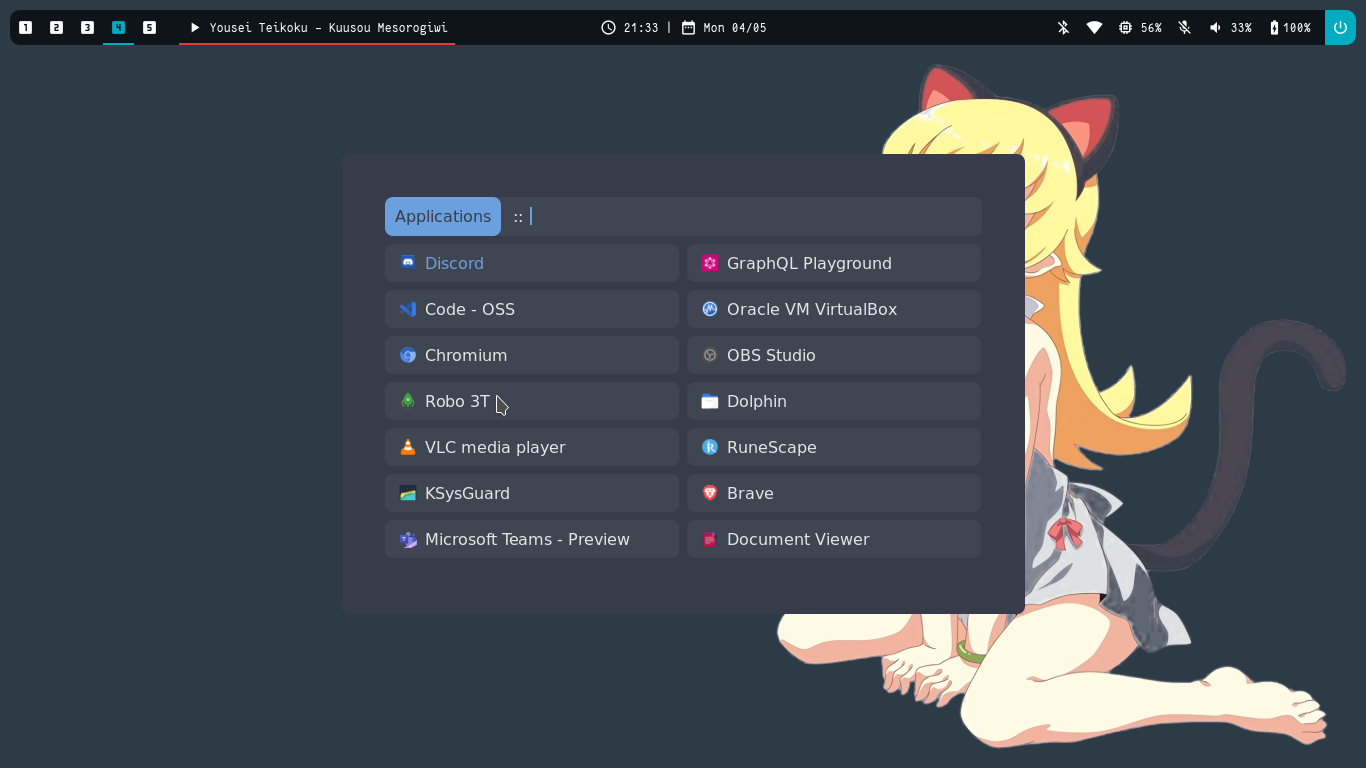 1 2 3 4 5 Yousei Teikoku – Kuusou Mesorogiwi 21:33 | Mon 04/05 56% 33% 100%
Applications ::
Discord GraphQL Playground
Code - OSS Oracle VM VirtualBox
Chromium OBS Studio
Robo 3T Dolphin
VLC media player RuneScape
KSysGuard Brave
Microsoft Teams - Preview Document Viewer